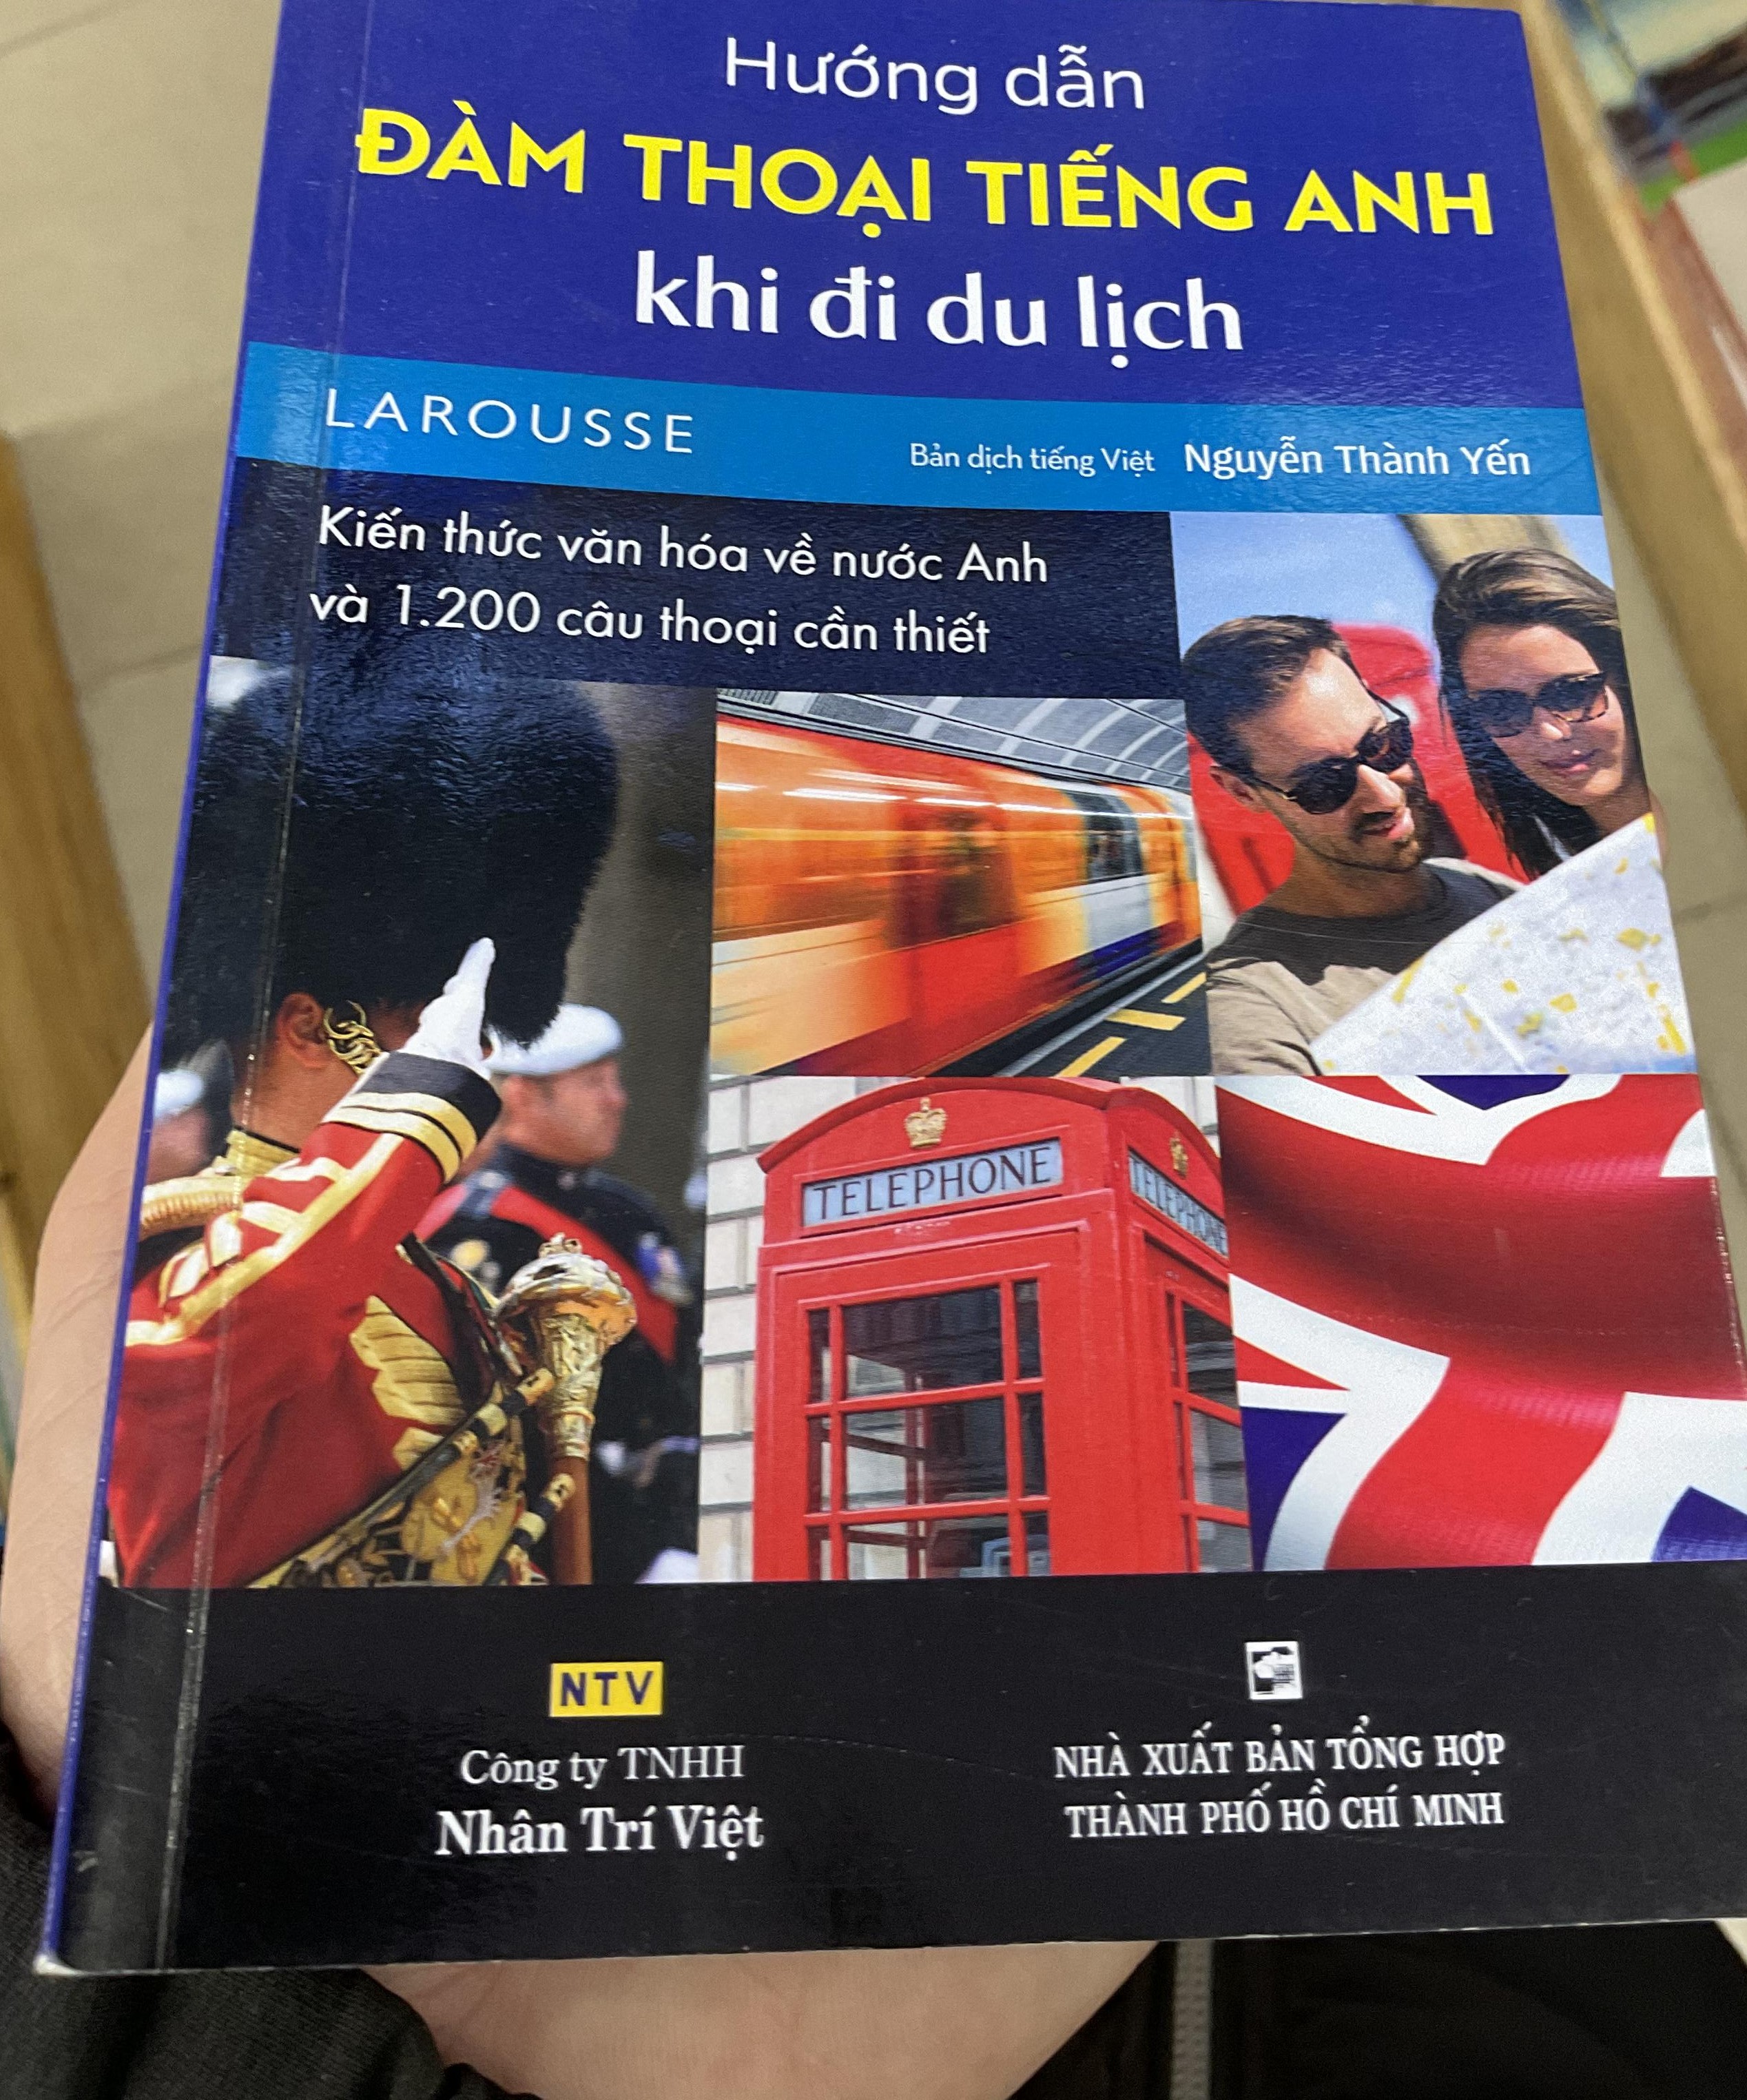 Hướng dẫn
ĐÀM THOẠI TIẾNG ANH
khi đi du lịch
LAROUSSE
Bản dịch tiếng Việt Nguyễn Thành Yến
Kiến thức văn hóa về nước Anh
và 1.200 câu thoại cần thiết
TELEPHONE
TELEPHONE
NTV
Công ty TNHH
Nhân Trí Việt
NHÀ XUẤT BẢN TỔNG HỢP
THÀNH PHỐ HỒ CHÍ MINH